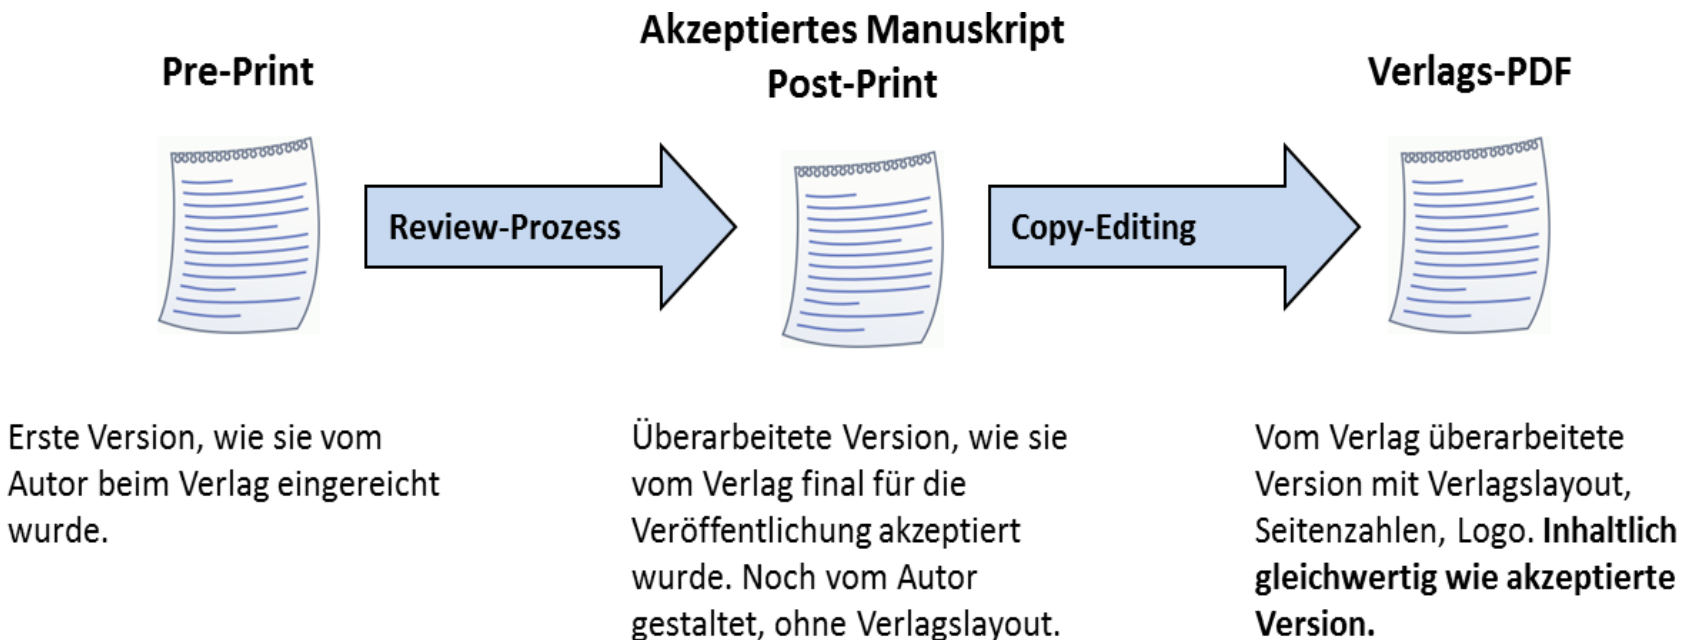 Pre-Print
Akzeptiertes Manuskript
Post-Print
Verlags-PDF
Review-Prozess
Copy-Editing
Erste Version, wie sie vom
Autor beim Verlag eingereicht
wurde.
Überarbeitete Version, wie sie
vom Verlag final für die
Veröffentlichung akzeptiert
wurde. Noch vom Autor
gestaltet, ohne Verlagslayout.
Vom Verlag überarbeitete
Version mit Verlagslayout,
Seitenzahlen, Logo. Inhaltlich
gleichwertig wie akzeptierte
Version.